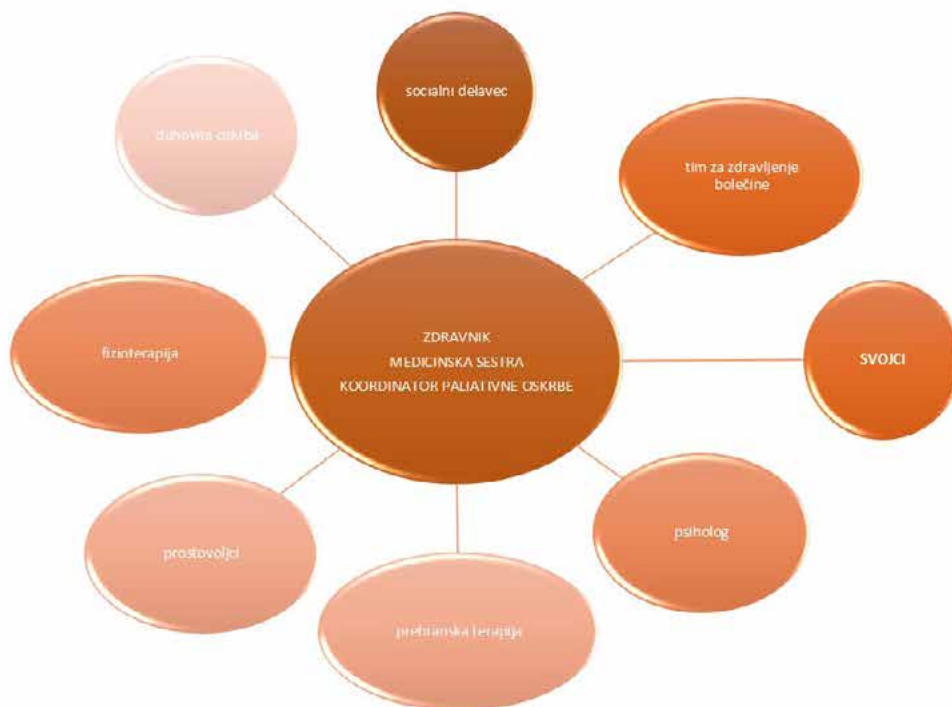 socialni delavec
duhovna oskrba
tim za zdravljenje
bolečine
fizioterapija
ZDRAVNIK
MEDICINSKA SESTRA
KOORDINATOR PALIATIVNE OSKRBE
SVOJCI
prostovoljci
psiholog
prehranska terapija